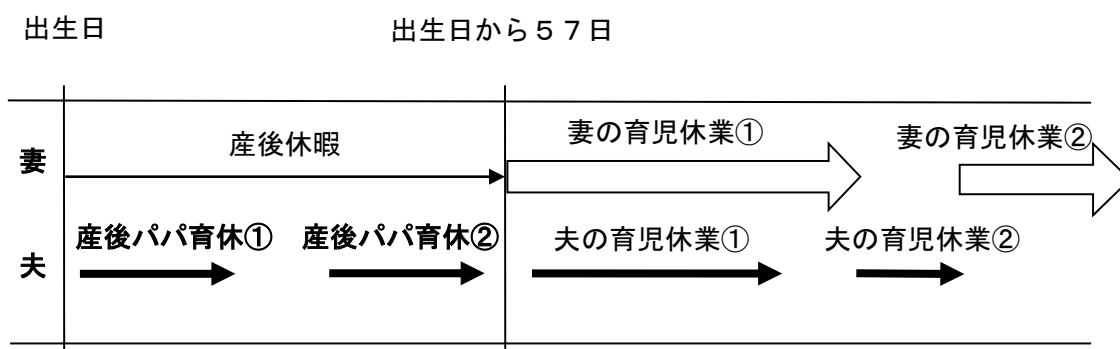 出生日
出生日から57日
妻
産後休暇
妻の育児休業①
妻の育児休業②
夫
産後パパ育休①
産後パパ育休②
夫の育児休業①
夫の育児休業②